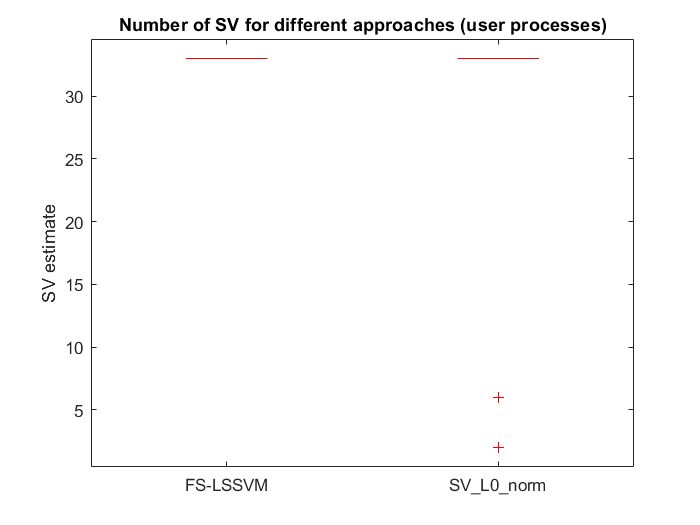 Number of SV for different approaches (user processes)
SV estimate
30
25
20
15
10
5
FS-LSSVM
SV_L0_norm